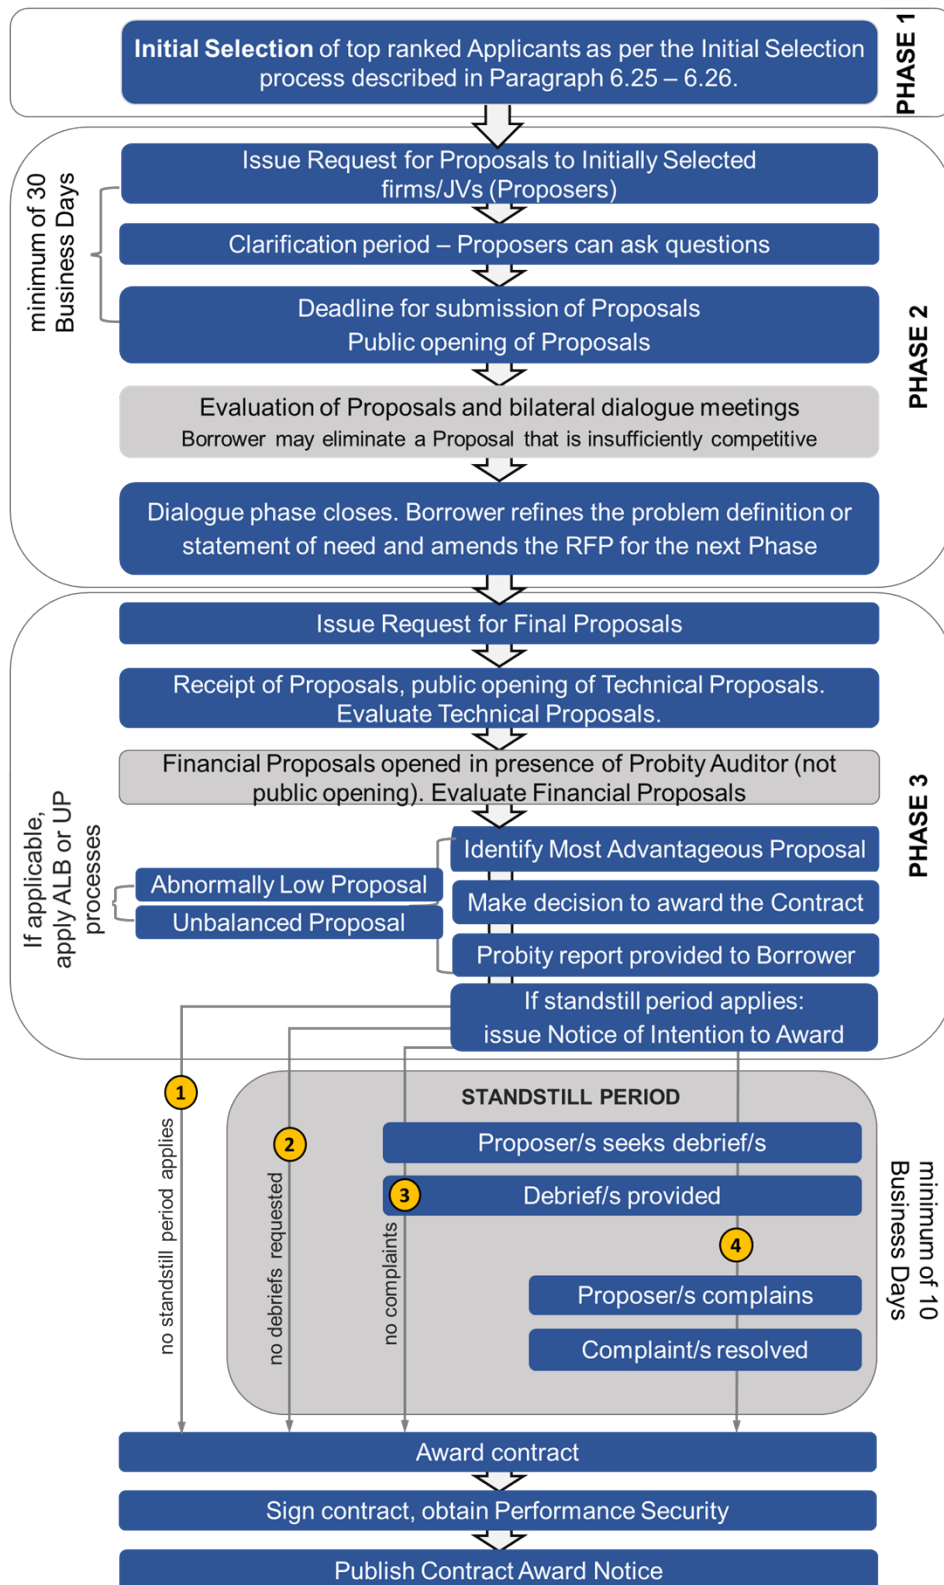 Initial Selection of top ranked Applicants as per the Initial Selection
process described in Paragraph 6.25 – 6.26.
PHASE 1
Issue Request for Proposals to Initially Selected
firms/JVs (Proposers)
minimum of 30
Business Days
Clarification period – Proposers can ask questions
Deadline for submission of Proposals
Public opening of Proposals
PHASE 2
Evaluation of Proposals and bilateral dialogue meetings
Borrower may eliminate a Proposal that is insufficiently competitive
Dialogue phase closes. Borrower refines the problem definition or
statement of need and amends the RFP for the next Phase
Issue Request for Final Proposals
Receipt of Proposals, public opening of Technical Proposals.
Evaluate Technical Proposals.
Financial Proposals opened in presence of Probity Auditor (not
public opening). Evaluate Financial Proposals
PHASE 3
If applicable,
apply ALB or UP
processes
Abnormally Low Proposal
Unbalanced Proposal
Identify Most Advantageous Proposal
Make decision to award the Contract
Probity report provided to Borrower
If standstill period applies:
issue Notice of Intention to Award
1
no standstill period applies
2
no debriefs requested
3
no complaints
STANDSTILL PERIOD
Proposer/s seeks debrief/s
Debrief/s provided
4
Proposer/s complains
Complaint/s resolved
minimum of 10
Business Days
Award contract
Sign contract, obtain Performance Security
Publish Contract Award Notice